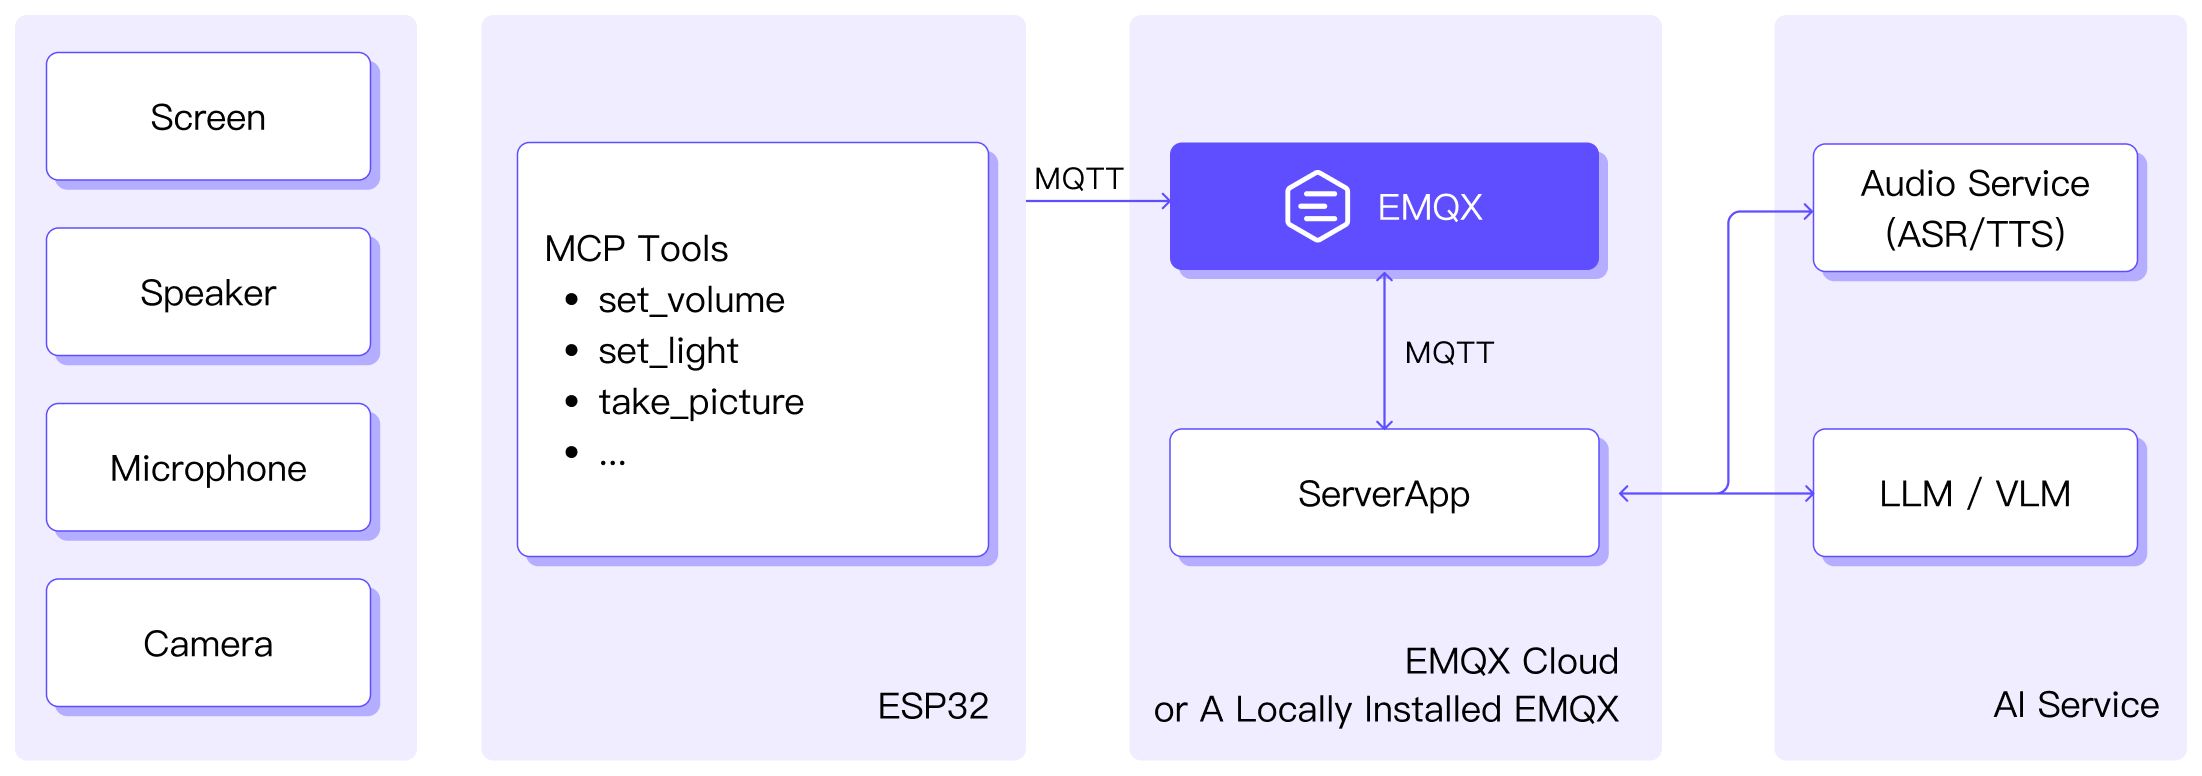 Screen
Speaker
Microphone
Camera
MCP Tools
• set_volume
• set_light
• take_picture
• ...
ESP32
MQTT
EMQX
MQTT
ServerApp
EMQX Cloud
or A Locally Installed EMQX
Audio Service
(ASR/TTS)
LLM / VLM
AI Service